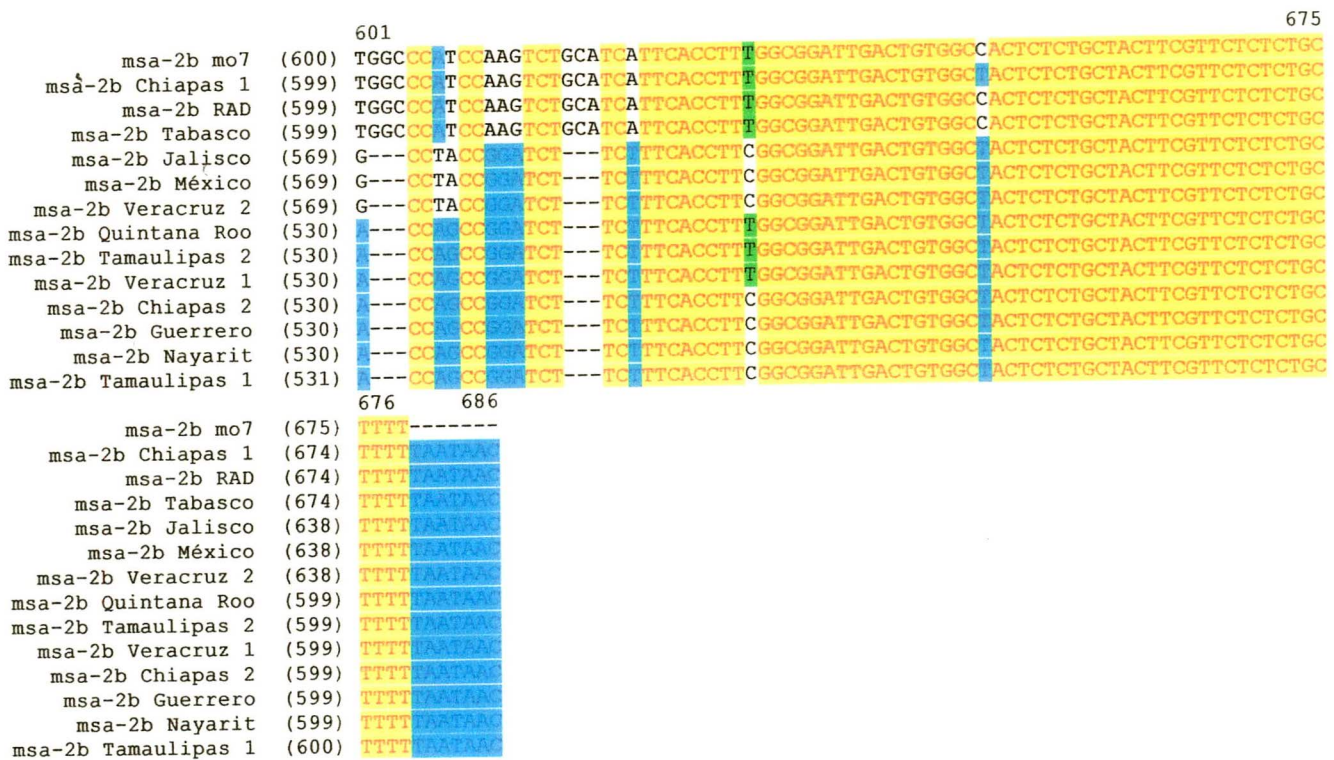 601 675
msa-2b mo7 (600) TGGCCCATCCAAGTCTGCATCATTCACCTTTGGCGGATTGACTGTGGCCACTCTCTGCTACTTCGTTCTCTCTGC
msa-2b Chiapas 1 (599) TGGCCCATCCAAGTCTGCATCATTCACCTTTGGCGGATTGACTGTGGCTACTCTCTGCTACTTCGTTCTCTCTGC
msa-2b RAD (599) TGGCCCATCCAAGTCTGCATCATTCACCTTTGGCGGATTGACTGTGGCCACTCTCTGCTACTTCGTTCTCTCTGC
msa-2b Tabasco (599) TGGCCCATCCAAGTCTGCATCATTCACCTTTGGCGGATTGACTGTGGCCACTCTCTGCTACTTCGTTCTCTCTGC
msa-2b Jalisco (569) G---CCTACCGGATCT---TCTTTCACCTTCGGCGGATTGACTGTGGCTACTCTCTGCTACTTCGTTCTCTCTGC
msa-2b México (569) G---CCTACCGGATCT---TCTTTCACCTTCGGCGGATTGACTGTGGCTACTCTCTGCTACTTCGTTCTCTCTGC
msa-2b Veracruz 2 (569) G---CCTACCGGATCT---TCTTTCACCTTCGGCGGATTGACTGTGGCTACTCTCTGCTACTTCGTTCTCTCTGC
msa-2b Quintana Roo (530) A---CCAGCCGGATCT---TCTTTCACCTTTGGCGGATTGACTGTGGCTACTCTCTGCTACTTCGTTCTCTCTGC
msa-2b Tamaulipas 2 (530) A---CCAGCCGGATCT---TCTTTCACCTTTGGCGGATTGACTGTGGCTACTCTCTGCTACTTCGTTCTCTCTGC
msa-2b Veracruz 1 (530) A---CCAGCCGGATCT---TCTTTCACCTTTGGCGGATTGACTGTGGCTACTCTCTGCTACTTCGTTCTCTCTGC
msa-2b Chiapas 2 (530) A---CCAGCCGGATCT---TCTTTCACCTTCGGCGGATTGACTGTGGCTACTCTCTGCTACTTCGTTCTCTCTGC
msa-2b Guerrero (530) A---CCAGCCGGATCT---TCTTTCACCTTCGGCGGATTGACTGTGGCTACTCTCTGCTACTTCGTTCTCTCTGC
msa-2b Nayarit (530) A---CCAGCCGGATCT---TCTTTCACCTTCGGCGGATTGACTGTGGCTACTCTCTGCTACTTCGTTCTCTCTGC
msa-2b Tamaulipas 1 (531) A---CCAGCCGGATCT---TCTTTCACCTTCGGCGGATTGACTGTGGCTACTCTCTGCTACTTCGTTCTCTCTGC
676 686
msa-2b mo7 (675) TTTT-------
msa-2b Chiapas 1 (674) TTTTTAATAAC
msa-2b RAD (674) TTTTTAATAAC
msa-2b Tabasco (674) TTTTTAATAAC
msa-2b Jalisco (638) TTTTTAATAAC
msa-2b México (638) TTTTTAATAAC
msa-2b Veracruz 2 (638) TTTTTAATAAC
msa-2b Quintana Roo (599) TTTTTAATAAC
msa-2b Tamaulipas 2 (599) TTTTTAATAAC
msa-2b Veracruz 1 (599) TTTTTAATAAC
msa-2b Chiapas 2 (599) TTTTTAATAAC
msa-2b Guerrero (599) TTTTTAATAAC
msa-2b Nayarit (599) TTTTTAATAAC
msa-2b Tamaulipas 1 (600) TTTTTAATAAC